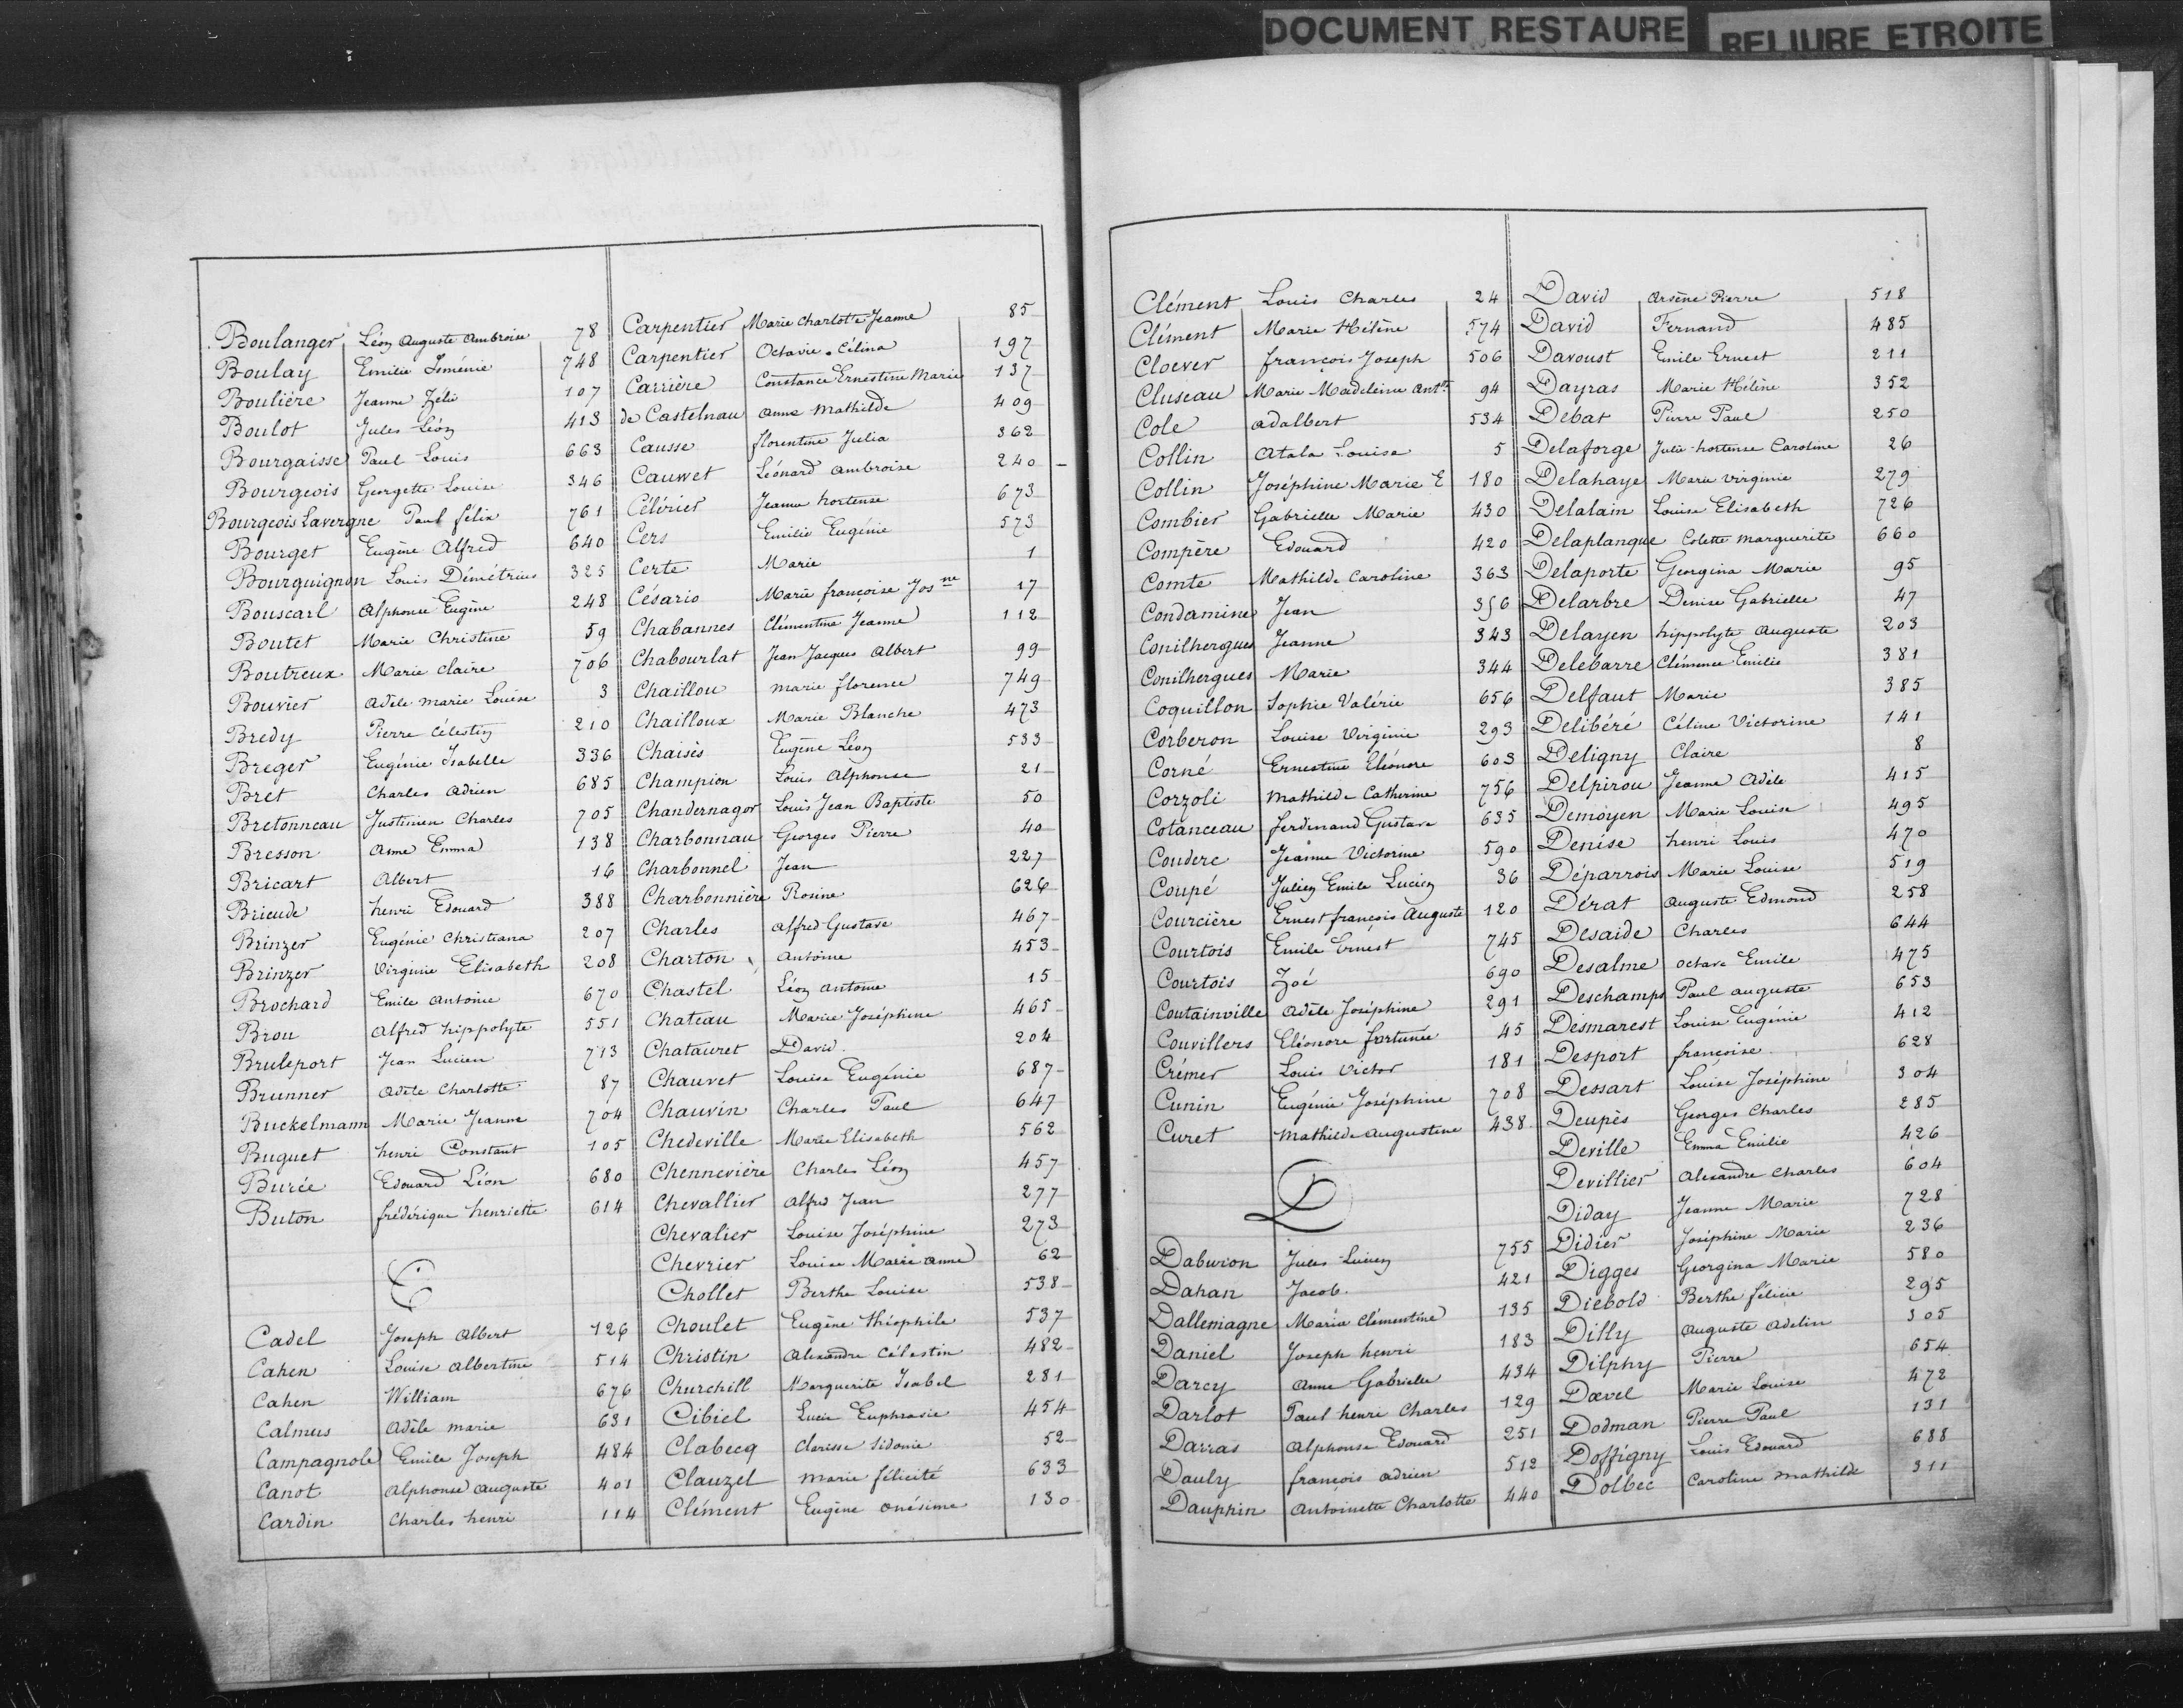 DOCUMENT RESTAURE
RELIURE ETROITE
Boulanger Léon Auguste Ambroise 78
Boulay Emilie Isménie 748
Boulière Jeanne Zélie 107
Boulot Jules Léon 413
Bourgaisse Paul Louis 663
Bourgeois Georgette Louise 346
Bourgeois Lavergne Paul félix 761
Bourget Eugène Alfred 640
Bourguignon Louis Démétrius 325
Bouscarl Alphonse Eugène 248
Boutet Marie Christine 59
Boutreux Marie Claire 706
Bouvier Adèle marie Louise 3
Bredy Pierre Célestin 210
Breger Eugénie Isabelle 336
Bret Charles Adrien 685
Bretonneau Justinien Charles 705
Bresson Anne Emma 138
Bricart Albert 16
Brieude henri Edouard 388
Brinzer Eugénie Christiana 207
Brinzer Virginie Elisabeth 208
Brochard Emile Antoine 670
Brou Alfred hippolyte 551
Bruleport Jean Lucien 713
Brunner Adèle Charlotte 87
Buckelmann Marie Jeanne 704
Buguet henri Constant 105
Burée Edouard Léon 680
Buton frédérique henriette 614
C
Cadel Joseph Albert 126
Cahen Louise Albertine 514
Cahen William 676
Calmus Adèle marie 631
Campagnole Emile Joseph 484
Canot Alphonse Auguste 401
Cardin Charles henri 114
Carpentier Marie Charlotte Jeanne 85
Carpentier Octavie Célina 197
Carrière Constance Ernestine Marie 137
de Castelnau Anne Mathilde 409
Causse florentine Julia 362
Cauwet Léonard Ambroise 240
Célérier Jeanne hortense 673
Cers Emilie Eugénie 573
Certe Marie 1
Césario Marie françoise Jos ne 17
Chabannes Clémentine Jeanne 112
Chabourlat Jean Jacques Albert 99
Chaillou marie florence 749
Chailloux Marie Blanche 473
Chaisès Eugène Léon 533
Champion Louis Alphonse 21
Chandernagor Louis Jean Baptiste 50
Charbonnau Georges Pierre 40
Charbonnel Jean 227
Charbonnière Rosine 626
Charles Alfred Gustave 467
Charton Antoine 453
Chastel Léon Antoine 15
Chateau Marie Joséphine 465
Chatauret David 204
Chauvet Louise Eugénie 687
Chauvin Charles Paul 647
Chedeville Marie Elisabeth 562
Chennevière Charles Léon 457
Chevallier Alfred Jean 277
Chevalier Louise Joséphine 273
Chevrier Louise Marie Anne 62
Chollet Berthe Louise 538
Choulet Eugène théophile 537
Christin Alexandre Célestin 482
Churchill Marguerite Isabel 281
Cibiel Lucie Euphrasie 454
Clabecq Clarisse Sidonie 52
Clauzel marie félicité 633
Clément Eugène Onésime 130
Clément Louis Charles 24
Clément Marie Hélène 574
Cloever françois Joseph 506
Cluseau Marie Madeleine Antte 94
Cole Adalbert 534
Collin Atala Louise 5
Collin Joséphine Marie E 180
Combier Gabrielle Marie 430
Compère Edouard 420
Comte Mathilde Caroline 363
Condamine Jean 356
Conilhergues Jeanne 343
Conilhergues Marie 344
Coquillon Sophie Valérie 656
Corberon Louise Virginie 293
Corné Ernestine Eléonore 603
Corzoli Mathilde Catherine 756
Cotanceau ferdinand Gustave 635
Couderc Jeanne Victorine 590
Coupé Julien Emile Lucien 36
Courcière Ernest françois Auguste 120
Courtois Emile Ernest 745
Courtois Zoé 690
Coutainville Adèle Joséphine 291
Couvillers Eléonore fortunée 45
Crémer Louis Victor 181
Cunin Eugénie Joséphine 708
Curet Mathilde Augustine 438
D
Daburon Jules Lucien 755
Dahan Jacob 421
Dallemagne Maria Clémentine 135
Daniel Joseph henri 183
Darcy Anne Gabrielle 434
Darlot Paul henri Charles 129
Darras Alphonse Edouard 251
Dauly françois Adrien 512
Dauphin Antoinette Charlotte 440
David Arsène Pierre 518
David Fernand 485
Davoust Emile Ernest 211
Dayras Marie Hélène 352
Debat Pierre Paul 250
Delaforge Julie hortense Caroline 26
Delahaye Marie Virginie 279
Delalain Louise Elisabeth 726
Delaplanque Colette Marguerite 660
Delaporte Georgina Marie 95
Delarbre Denise Gabrielle 47
Delayen hippolyte Auguste 203
Delebarre Clémence Emilie 381
Delfaut Marie 385
Delibéré Céline Victorine 141
Deligny Claire 8
Delpirou Jeanne Adèle 415
Demoyen Marie Louise 495
Denise henri Louis 470
Déparrois Marie Louise 519
Dérat Auguste Edmond 258
Desaide Charles 644
Desalme Octave Emile 475
Deschamps Paul Auguste 653
Desmarest Louise Eugénie 412
Desport françoise 628
Dessart Louise Joséphine 304
Deupès Georges Charles 285
Deville Emma Emilie 426
Devillier Alexandre Charles 604
Diday Jeanne Marie 728
Didier Joséphine Marie 236
Digges Georgina Marie 580
Diebold Berthe félicie 295
Dilly Auguste Adelin 305
Dilphy Pierre 654
Dœvel Marie Louise 472
Dodman Pierre Paul 131
Doffigny Louis Edouard 688
Dolbec Caroline Mathilde 311